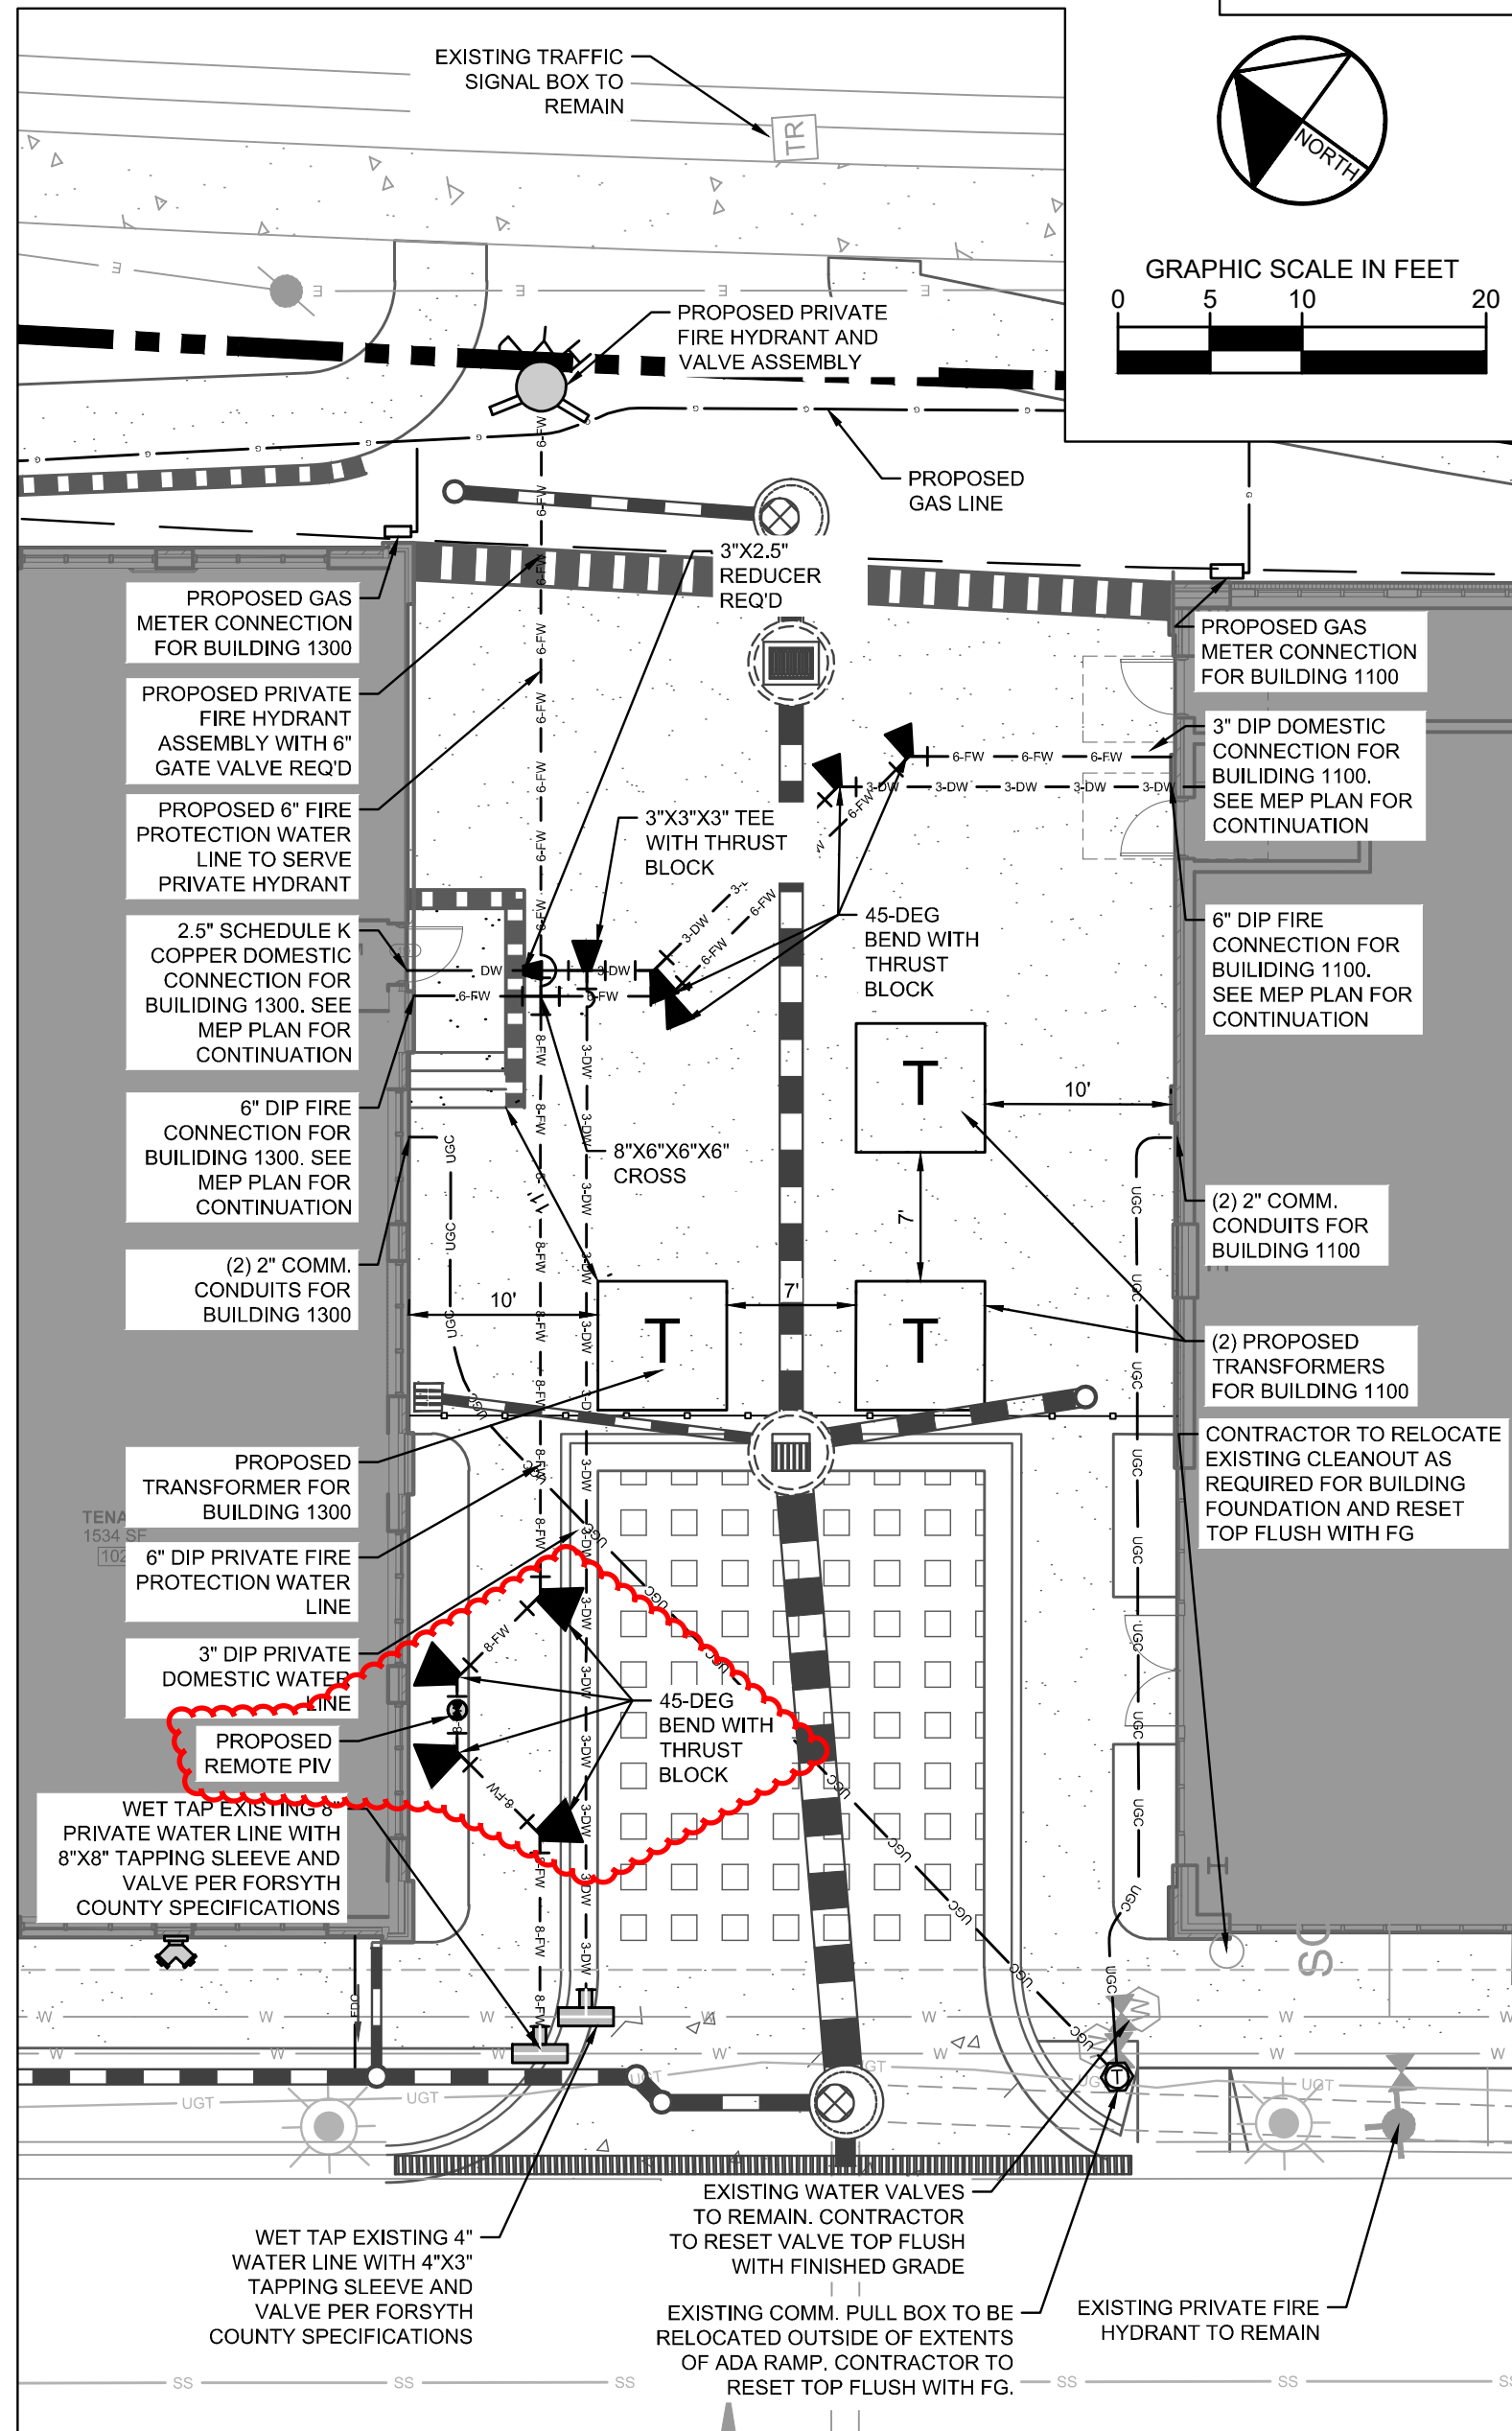 EXISTING TRAFFIC
SIGNAL BOX TO
REMAIN
TR
NORTH
GRAPHIC SCALE IN FEET
0 5 10 20
PROPOSED PRIVATE
FIRE HYDRANT AND
VALVE ASSEMBLY
PROPOSED
GAS LINE
3"X2.5"
REDUCER
REQ'D
PROPOSED GAS
METER CONNECTION
FOR BUILDING 1300
PROPOSED PRIVATE
FIRE HYDRANT
ASSEMBLY WITH 6"
GATE VALVE REQ'D
PROPOSED 6" FIRE
PROTECTION WATER
LINE TO SERVE
PRIVATE HYDRANT
2.5" SCHEDULE K
COPPER DOMESTIC
CONNECTION FOR
BUILIDING 1300. SEE
MEP PLAN FOR
CONTINUATION
6" DIP FIRE
CONNECTION FOR
BUILIDING 1300. SEE
MEP PLAN FOR
CONTINUATION
(2) 2" COMM.
CONDUITS FOR
BUILDING 1300
PROPOSED GAS
METER CONNECTION
FOR BUILDING 1100
3" DIP DOMESTIC
CONNECTION FOR
BUILIDING 1100.
SEE MEP PLAN FOR
CONTINUATION
6" DIP FIRE
CONNECTION FOR
BUILIDING 1100.
SEE MEP PLAN FOR
CONTINUATION
3"X3"X3" TEE
WITH THRUST
BLOCK
45-DEG
BEND WITH
THRUST
BLOCK
8"X6"X6"X6"
CROSS
T
10'
7'
(2) 2" COMM.
CONDUITS FOR
BUILDING 1100
10'
T
7'
T
(2) PROPOSED
TRANSFORMERS
FOR BUILDING 1100
CONTRACTOR TO RELOCATE
EXISTING CLEANOUT AS
REQUIRED FOR BUILDING
FOUNDATION AND RESET
TOP FLUSH WITH FG
PROPOSED
TRANSFORMER FOR
BUILDING 1300
TENA
1534 SF
102
6" DIP PRIVATE FIRE
PROTECTION WATER
LINE
3" DIP PRIVATE
DOMESTIC WATER
LINE
PROPOSED
REMOTE PIV
45-DEG
BEND WITH
THRUST
BLOCK
WET TAP EXISTING 8"
PRIVATE WATER LINE WITH
8"X8" TAPPING SLEEVE AND
VALVE PER FORSYTH
COUNTY SPECIFICATIONS
W W W W W W
W W W W W W
UGT UGT UGT UGT UGT
WET TAP EXISTING 4"
WATER LINE WITH 4"X3"
TAPPING SLEEVE AND
VALVE PER FORSYTH
COUNTY SPECIFICATIONS
EXISTING WATER VALVES
TO REMAIN. CONTRACTOR
TO RESET VALVE TOP FLUSH
WITH FINISHED GRADE
EXISTING COMM. PULL BOX TO BE
RELOCATED OUTSIDE OF EXTENTS
OF ADA RAMP. CONTRACTOR TO
RESET TOP FLUSH WITH FG.
EXISTING PRIVATE FIRE
HYDRANT TO REMAIN
SS SS SS SS SS